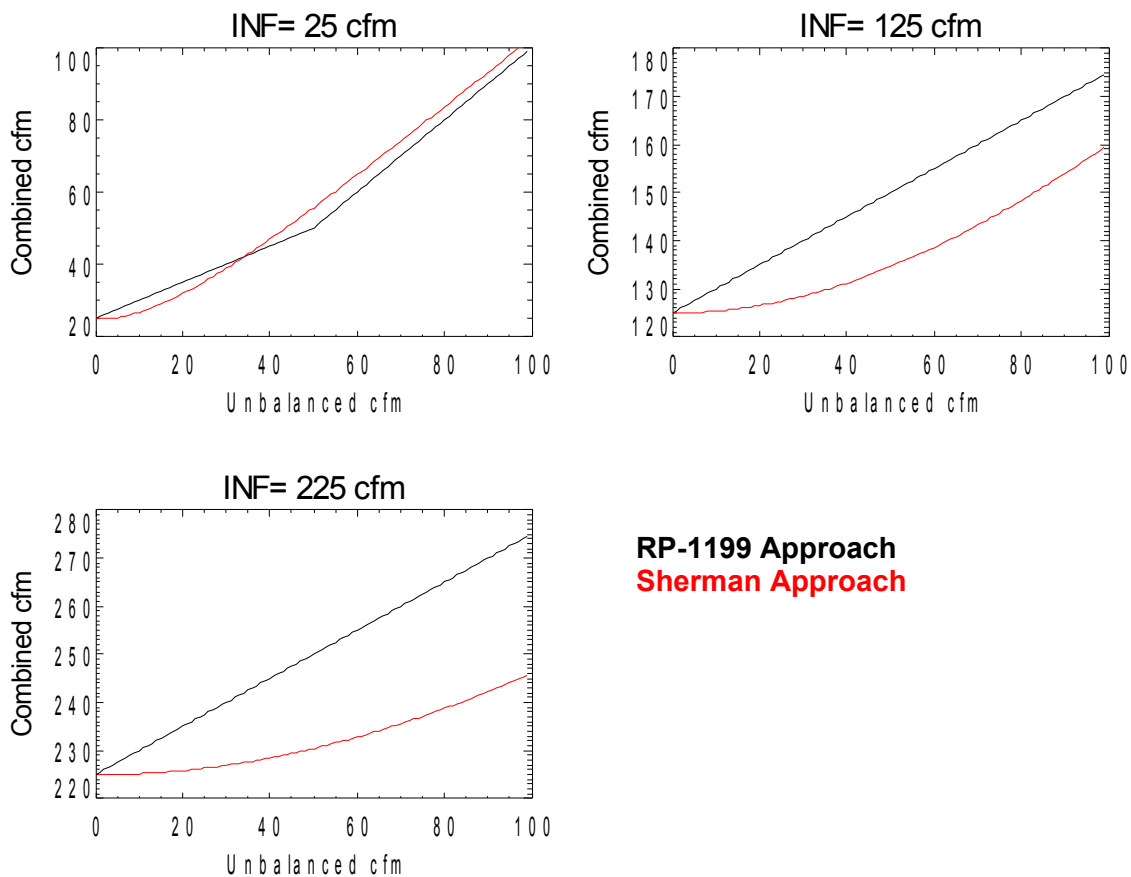 INF= 25 cfm
100
80
60
40
20
Combined cfm
0 20 40 60 80 100
Unbalanced cfm
INF= 125 cfm
180
170
160
150
140
130
120
Combined cfm
0 20 40 60 80 100
Unbalanced cfm
INF= 225 cfm
280
270
260
250
240
230
220
Combined cfm
0 20 40 60 80 100
Unbalanced cfm
RP-1199 Approach
Sherman Approach